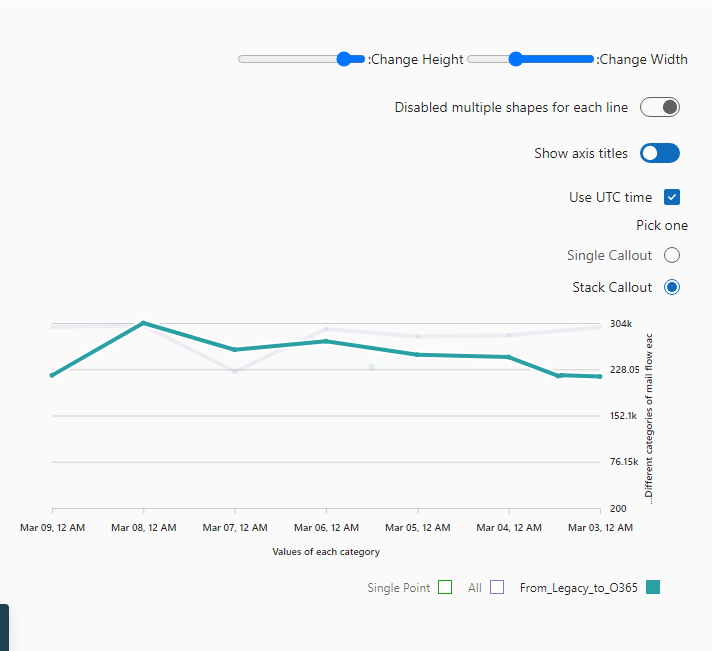 :Change Height
:Change Width
Disabled multiple shapes for each line
Show axis titles
Use UTC time
Pick one
Single Callout
Stack Callout
304k
228.05
152.1k
76.15k
200
...Different categories of mail flow eac
Mar 09, 12 AM
Mar 08, 12 AM
Mar 07, 12 AM
Mar 06, 12 AM
Mar 05, 12 AM
Mar 04, 12 AM
Mar 03, 12 AM
Values of each category
Single Point
All
From_Legacy_to_O365